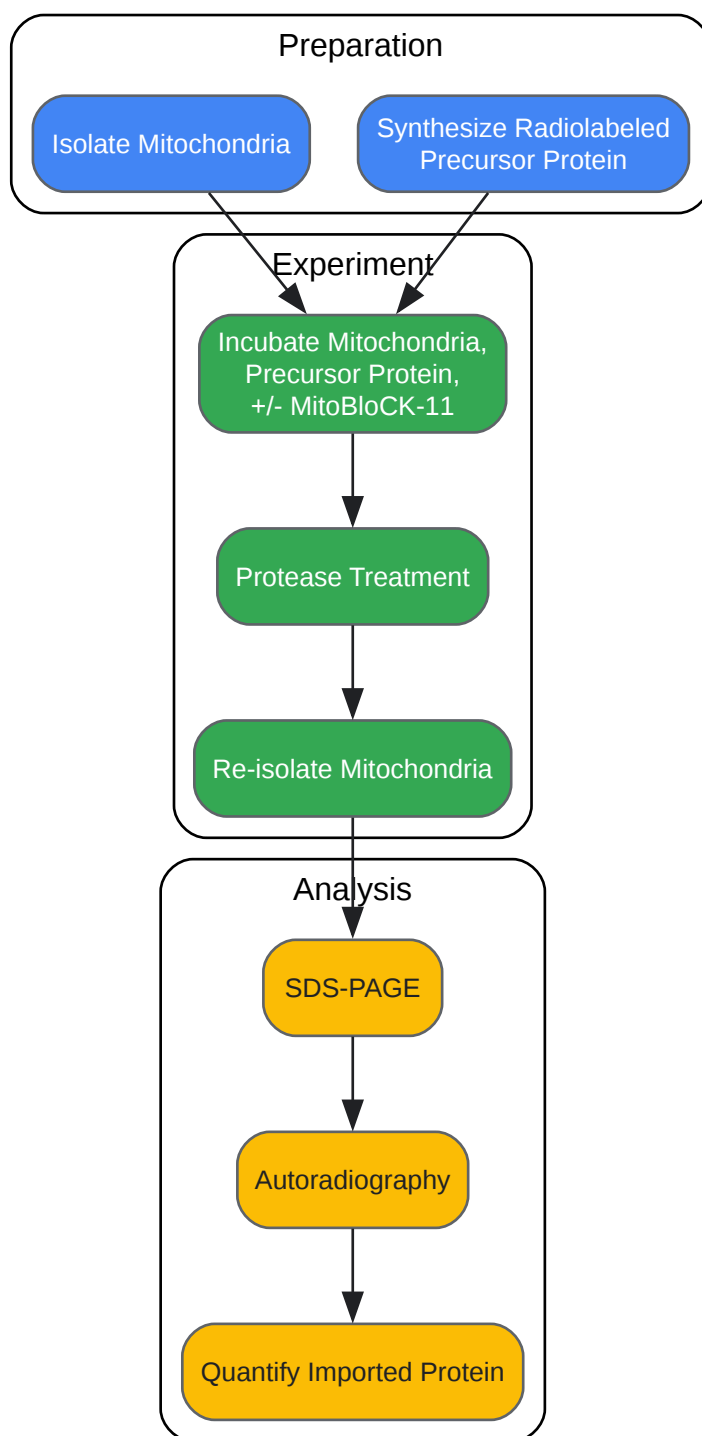 Preparation
Isolate Mitochondria
Synthesize Radiolabeled
Precursor Protein
Experiment
Incubate Mitochondria,
Precursor Protein,
+/- MitoBloCK-11
Protease Treatment
Re-isolate Mitochondria
Analysis
SDS-PAGE
Autoradiography
Quantify Imported Protein